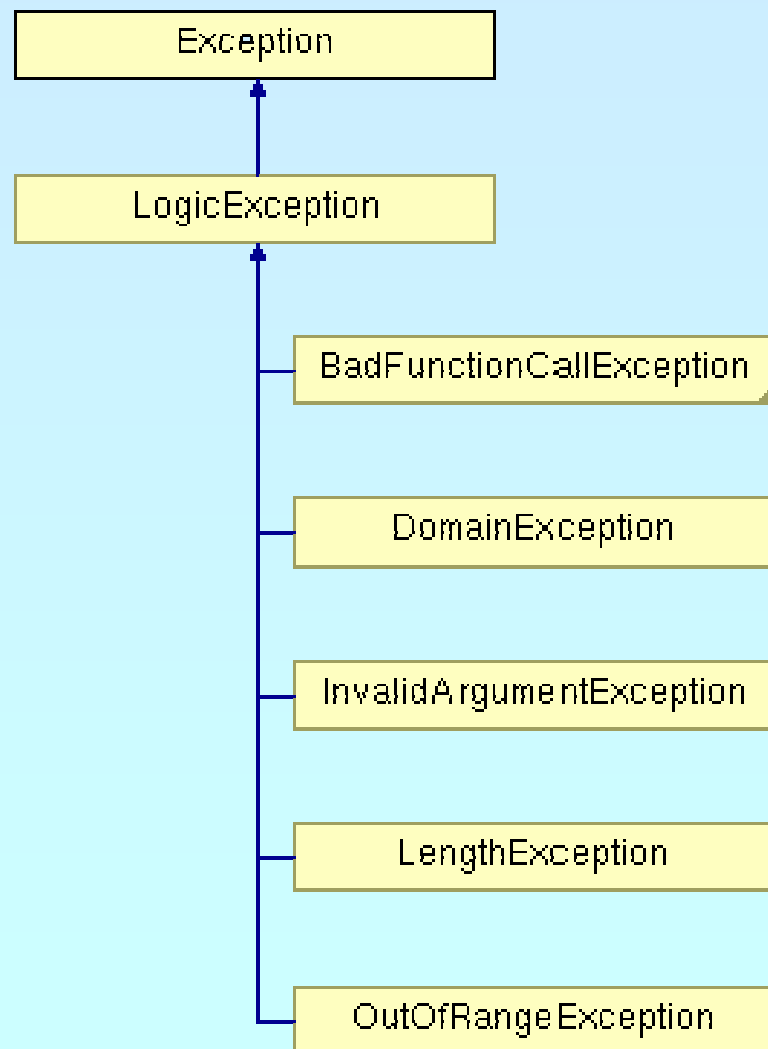 Exception
LogicException
BadFunctionCallException
DomainException
InvalidArgumentException
LengthException
OutOfRangeException